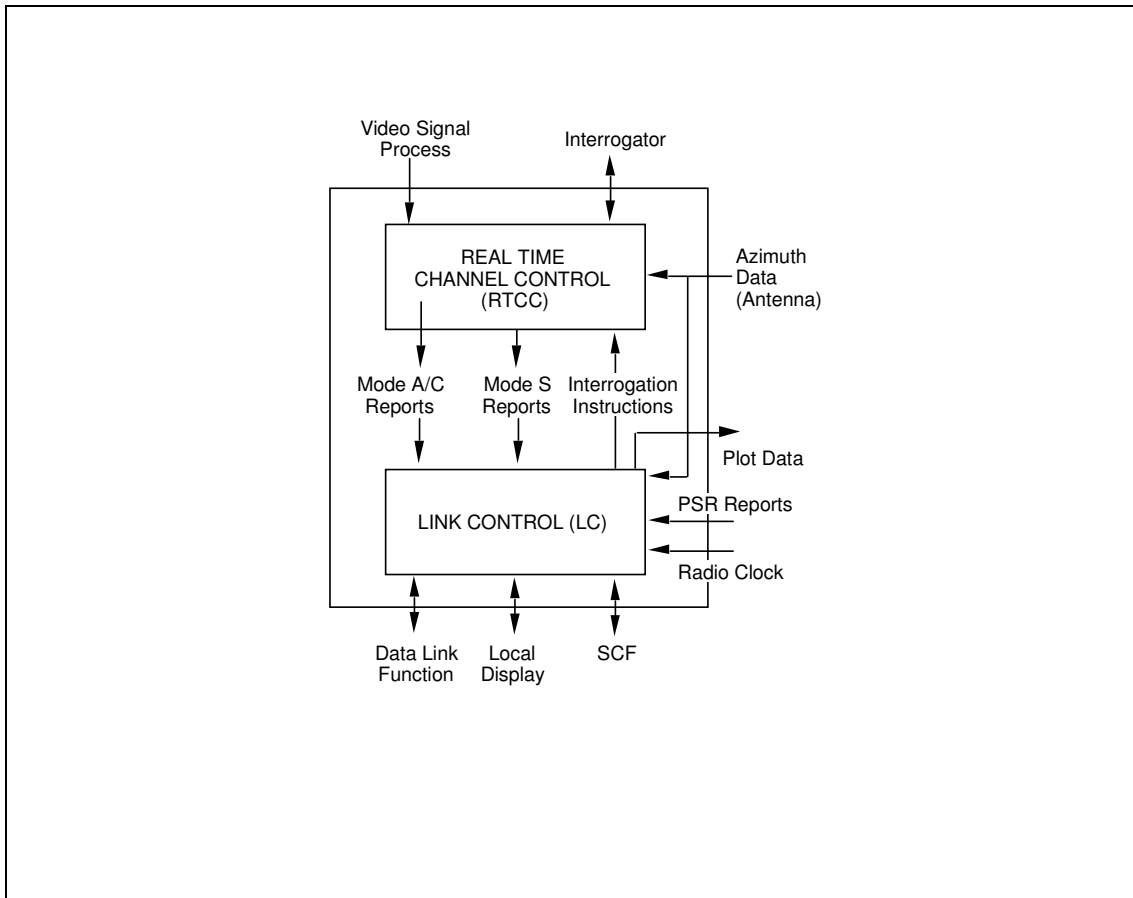 Video Signal
Process
Interrogator
REAL TIME
CHANNEL CONTROL
(RTCC)
Azimuth
Data
(Antenna)
Mode A/C
Reports
Mode S
Reports
Interrogation
Instructions
Plot Data
LINK CONTROL (LC)
PSR Reports
Radio Clock
Data Link
Function
Local
Display
SCF